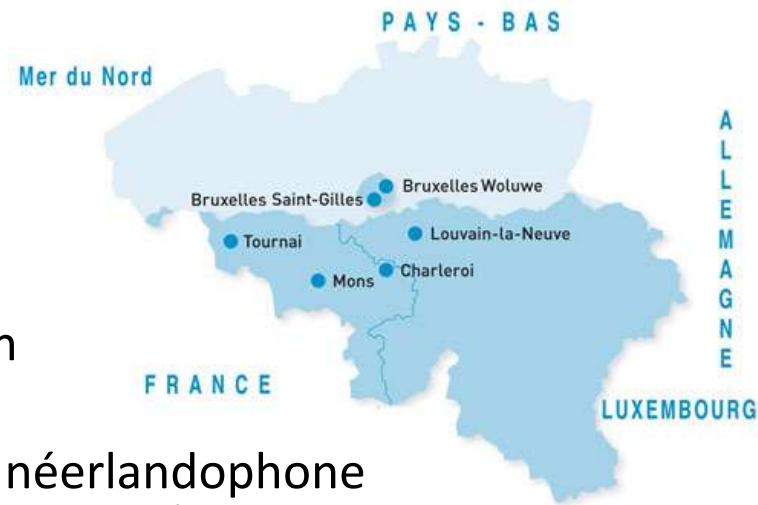 PAYS - BAS
Mer du Nord
ALLEMAGNE
Bruxelles Woluwe
Bruxelles Saint-Gilles
Louvain-la-Neuve
Tournai
Charleroi
Mons
FRANCE
LUXEMBOURG
néerlandophone